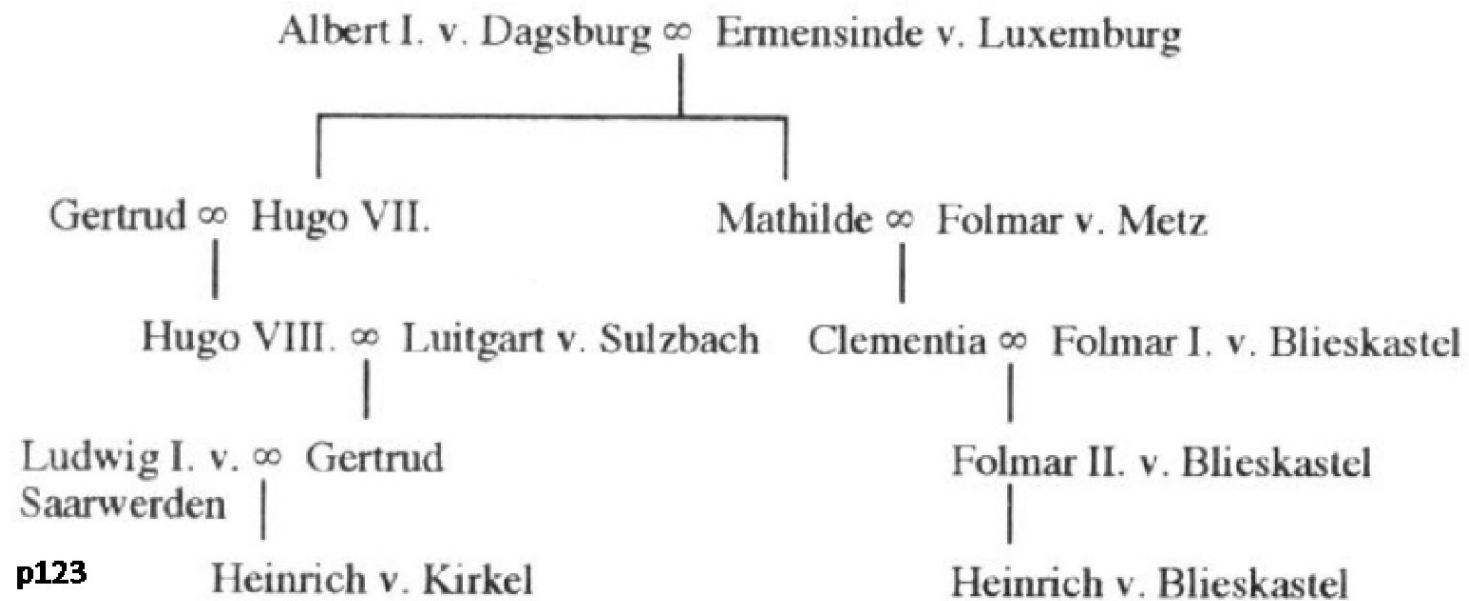 Albert I. v. Dagsburg ∞ Ermensinde v. Luxemburg
Gertrud ∞ Hugo VII. Mathilde ∞ Folmar v. Metz
Hugo VIII. ∞ Luitgart v. Sulzbach Clementia ∞ Folmar I. v. Blieskastel
Ludwig I. v. ∞ Gertrud Folmar II. v. Blieskastel
Saarwerden
p123 Heinrich v. Kirkel Heinrich v. Blieskastel